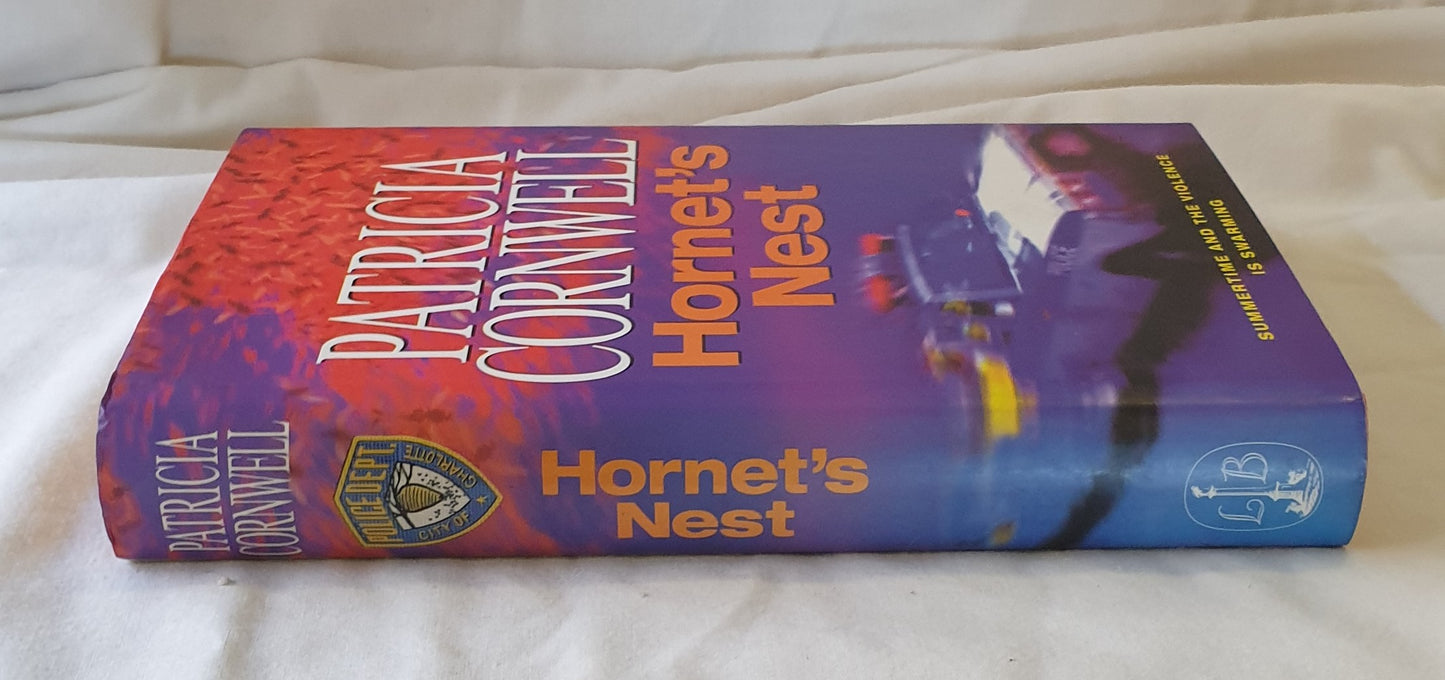 PATRICIA
CORNWELL
Hornet's
Nest
SUMMERTIME AND THE VIOLENCE
IS SWARMING
PATRICIA
CORNWELL
POLICE DEPT.
CITY OF CHARLOTTE
Hornet's
Nest
L B